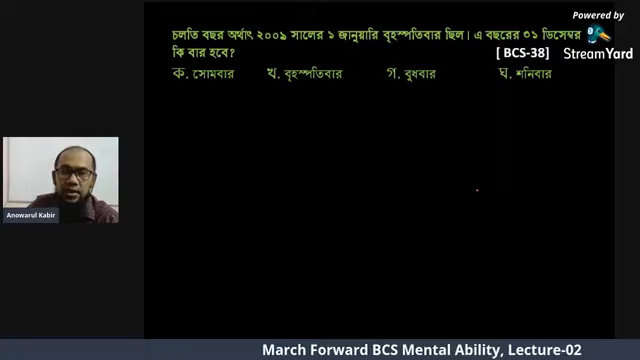 Powered by
StreamYard
চলতি বছর অর্থাৎ ২০০৯ সালের ১ জানুয়ারি বৃহস্পতিবার ছিল। এ বছরের ৩১ ডিসেম্বর
কি বার হবে?
[ BCS-38]
ক. সোমবার খ. বৃহস্পতিবার গ. বুধবার ঘ. শনিবার
Anowarul Kabir
March Forward BCS Mental Ability, Lecture-02